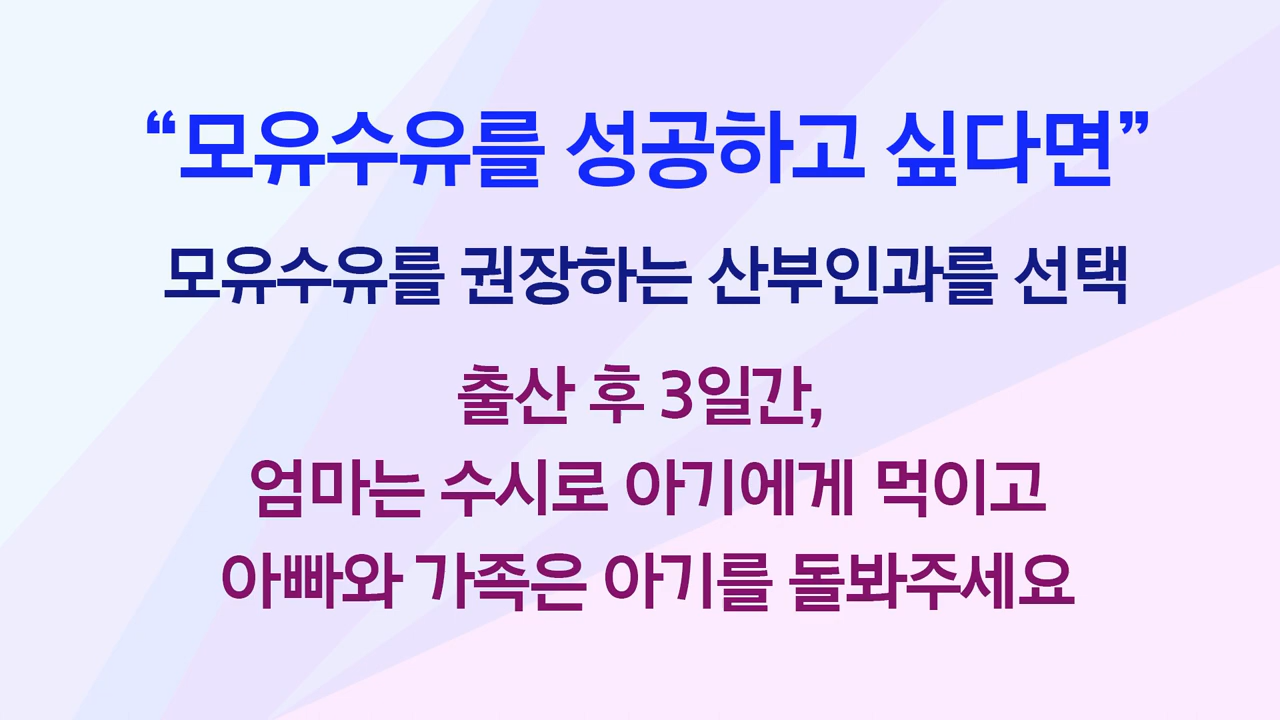 “모유수유를 성공하고 싶다면”
모유수유를 권장하는 산부인과를 선택
출산 후 3일간,
엄마는 수시로 아기에게 먹이고
아빠와 가족은 아기를 돌봐주세요